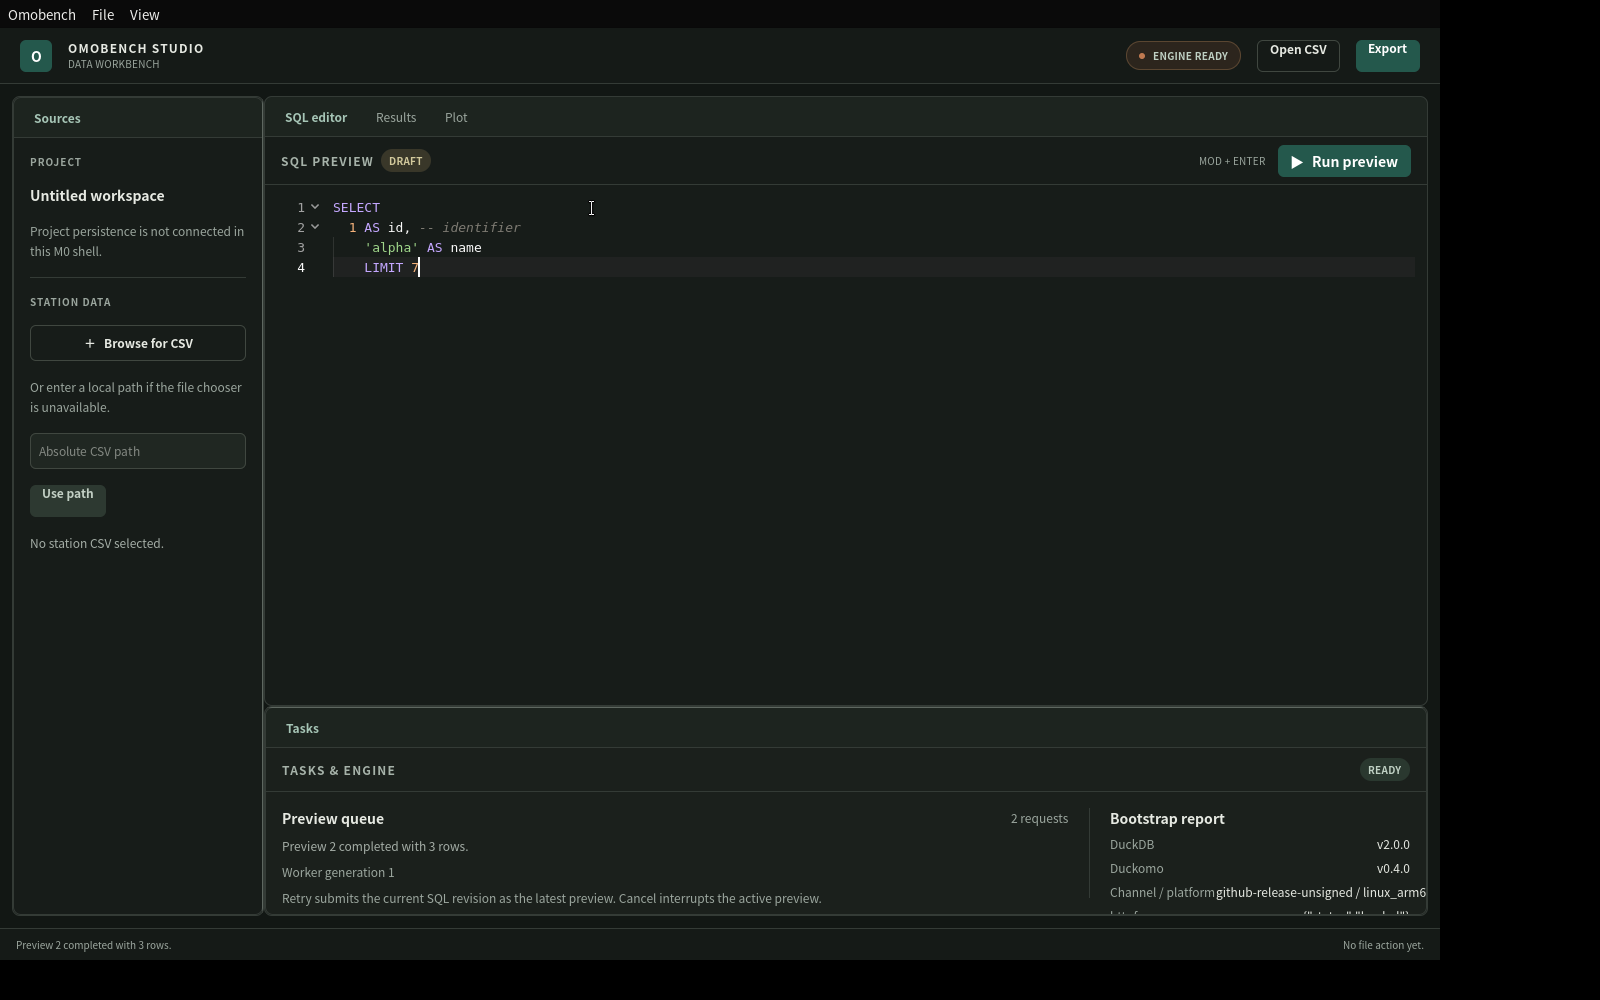 Omobench File View
O
OMOBENCH STUDIO
DATA WORKBENCH
ENGINE READY
Open CSV
Export
Sources
PROJECT
Untitled workspace
Project persistence is not connected in
this M0 shell.
STATION DATA
+ Browse for CSV
Or enter a local path if the file chooser
is unavailable.
Absolute CSV path
Use path
No station CSV selected.
SQL editor Results Plot
SQL PREVIEW DRAFT
MOD + ENTER
Run preview
1 SELECT
2 1 AS id, -- identifier
3 'alpha' AS name
4 LIMIT 7
Tasks
TASKS & ENGINE
READY
Preview queue 2 requests
Preview 2 completed with 3 rows.
Worker generation 1
Retry submits the current SQL revision as the latest preview. Cancel interrupts the active preview.
Bootstrap report
DuckDB v2.0.0
Duckomo v0.4.0
Channel / platform github-release-unsigned / linux_arm6
Preview 2 completed with 3 rows.
No file action yet.